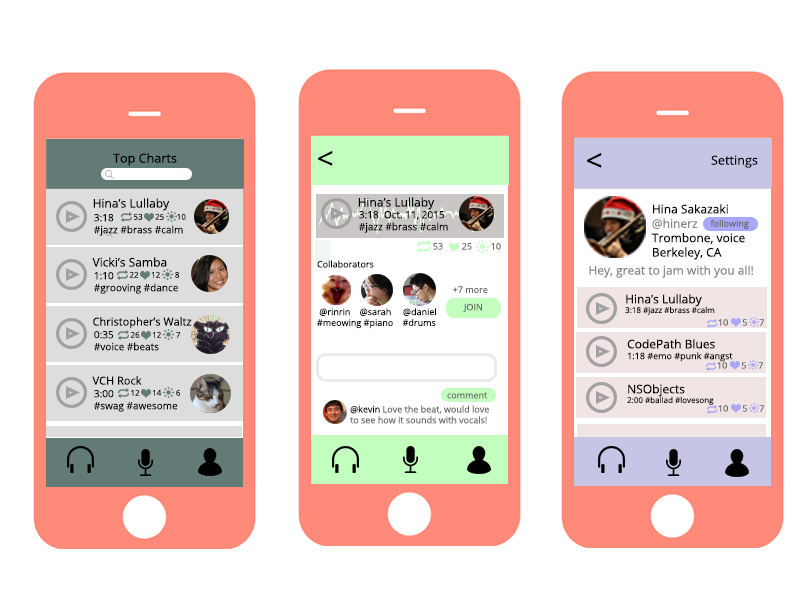 Top Charts
Hina's Lullaby
3:18 53 25 10
#jazz #brass #calm
Vicki's Samba
1:10 22 12 8
#grooving #dance
Christopher's Waltz
0:35 26 12 7
#voice #beats
VCH Rock
3:00 12 14 6
#swag #awesome
<
Hina's Lullaby
3:18 Oct. 11, 2015
#jazz #brass #calm
53 25 10
Collaborators
+7 more
JOIN
@rinrin @sarah @daniel
#meowing #piano #drums
comment
@kevin Love the beat, would love
to see how it sounds with vocals!
< Settings
Hina Sakazaki
@hinerz following
Trombone, voice
Berkeley, CA
Hey, great to jam with you all!
Hina's Lullaby
3:18 #jazz #brass #calm
10 5 7
CodePath Blues
1:18 #emo #punk #angst
10 5 7
NSObjects
2:00 #ballad #lovesong
10 5 7